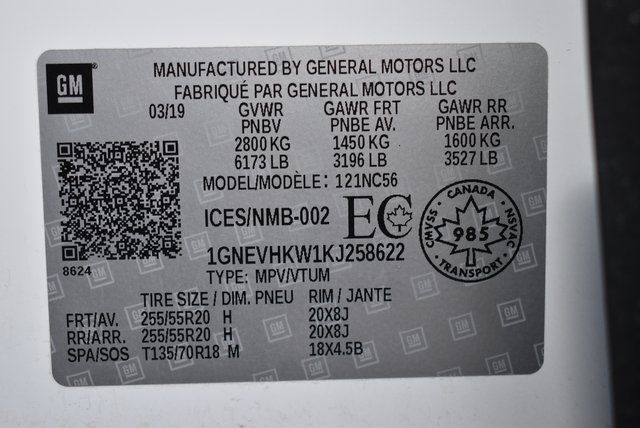 GM
MANUFACTURED BY GENERAL MOTORS LLC
FABRIQUÉ PAR GENERAL MOTORS LLC
03/19 GVWR GAWR FRT GAWR RR
PNBV PNBE AV. PNBE ARR.
2800 KG 1450 KG 1600 KG
6173 LB 3196 LB 3527 LB
MODEL/MODÈLE: 121NC56
ICES/NMB-002 EC
CANADA
CMVSS 985 NSVAC
TRANSPORT
1GNEVHKW1KJ258622
8624
TYPE: MPV/VTUM
TIRE SIZE / DIM. PNEU RIM / JANTE
FRT/AV. 255/55R20 H 20X8J
RR/ARR. 255/55R20 H 20X8J
SPA/SOS T135/70R18 M 18X4.5B